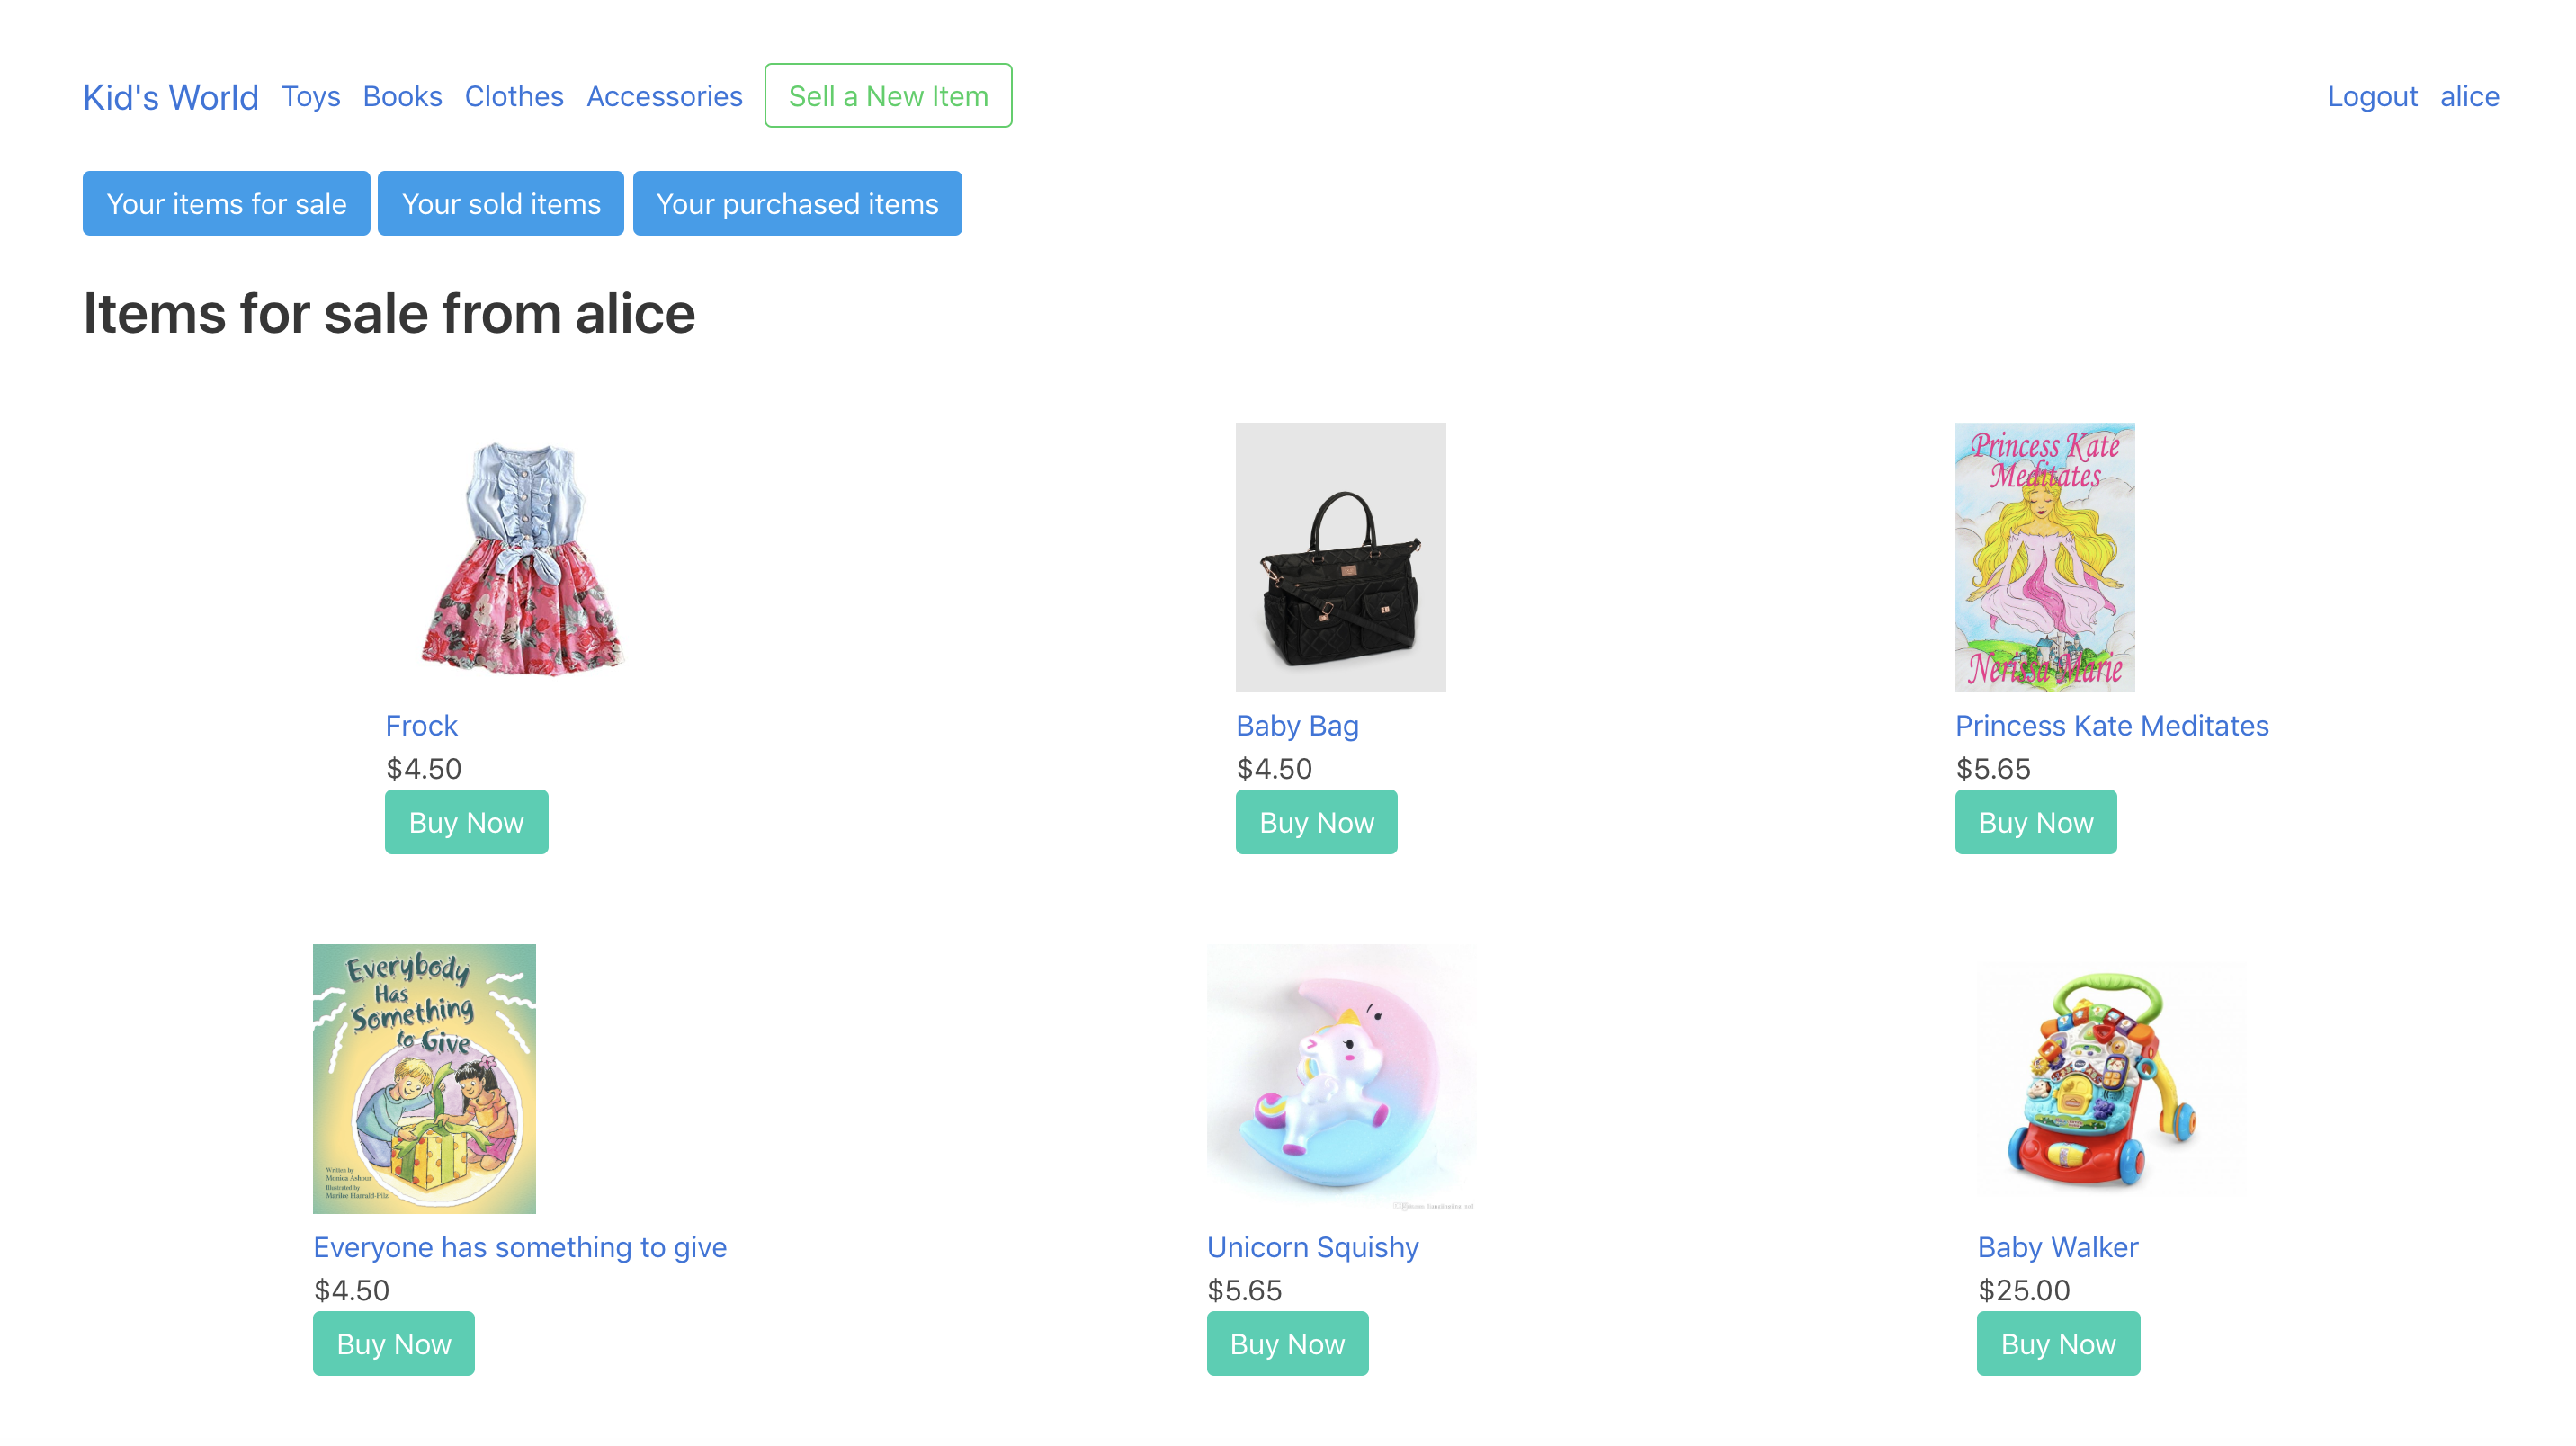 Kid's World Toys Books Clothes Accessories Sell a New Item Logout alice
Your items for sale Your sold items Your purchased items
Items for sale from alice
Princess Kate
Meditates
Nerissa Marie
Frock
$4.50
Buy Now
Baby Bag
$4.50
Buy Now
Princess Kate Meditates
$5.65
Buy Now
Everybody
Has
Something
to Give
Written by
Monica Ashour
Illustrated by
Everyone has something to give
$4.50
Buy Now
Unicorn Squishy
$5.65
Buy Now
Baby Walker
$25.00
Buy Now